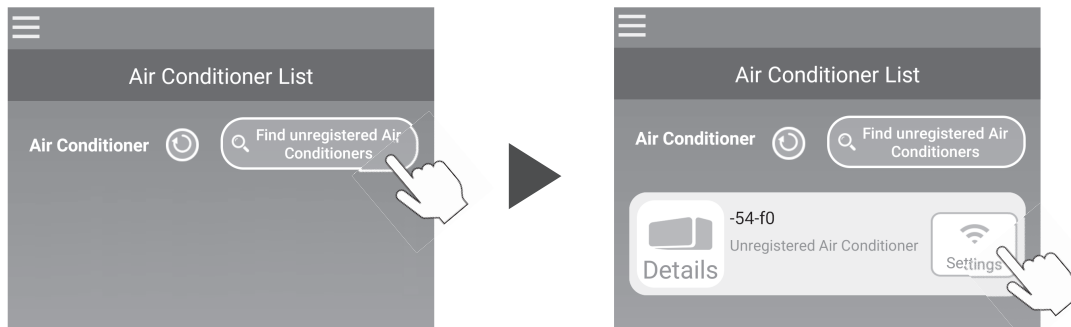 Air Conditioner List
Air Conditioner
Find unregistered Air
Conditioners
Air Conditioner List
Air Conditioner
Find unregistered Air
Conditioners
-54-f0
Unregistered Air Conditioner
Details
Settings